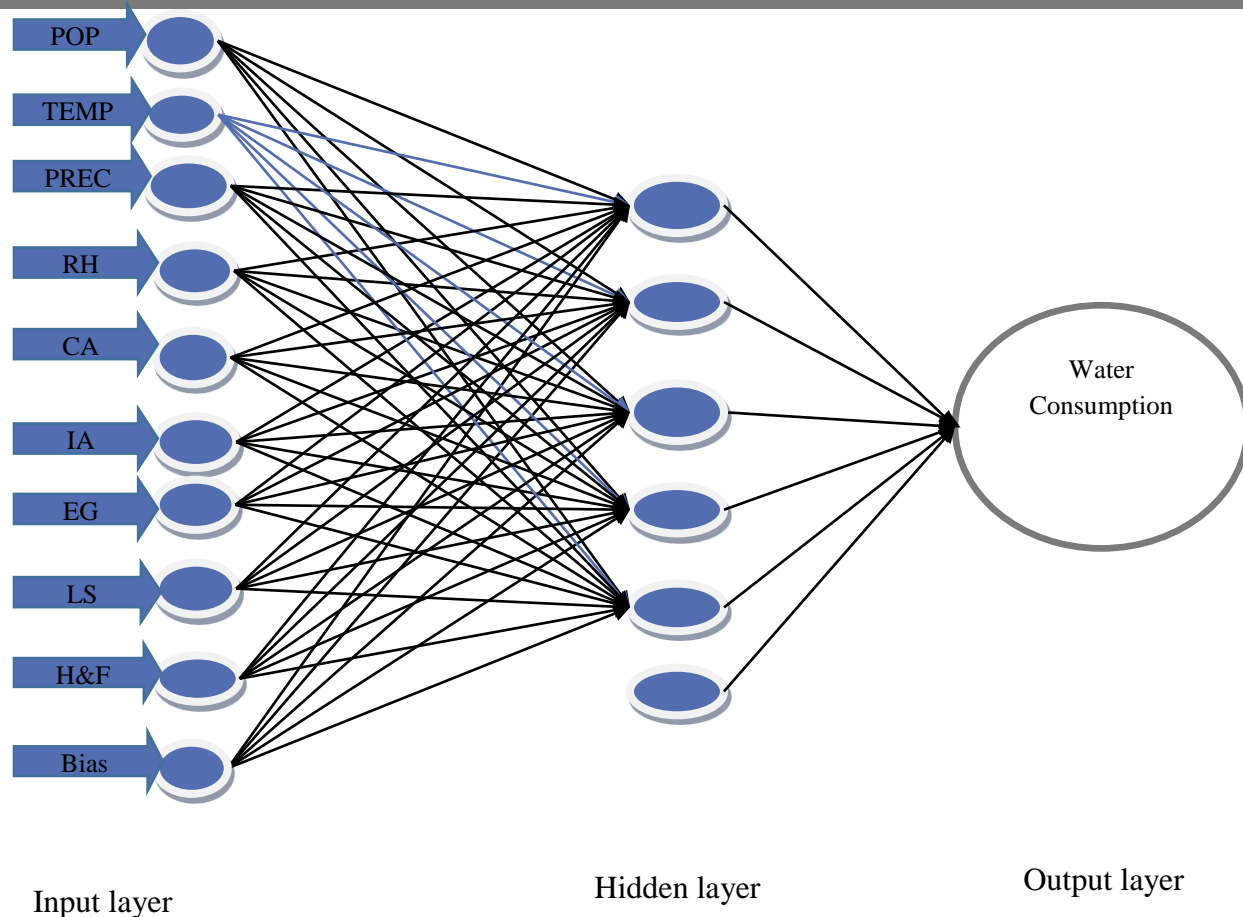 POP
TEMP
PREC
RH
CA
IA
EG
LS
H&F
Bias
Water
Consumption
Input layer
Hidden layer
Output layer